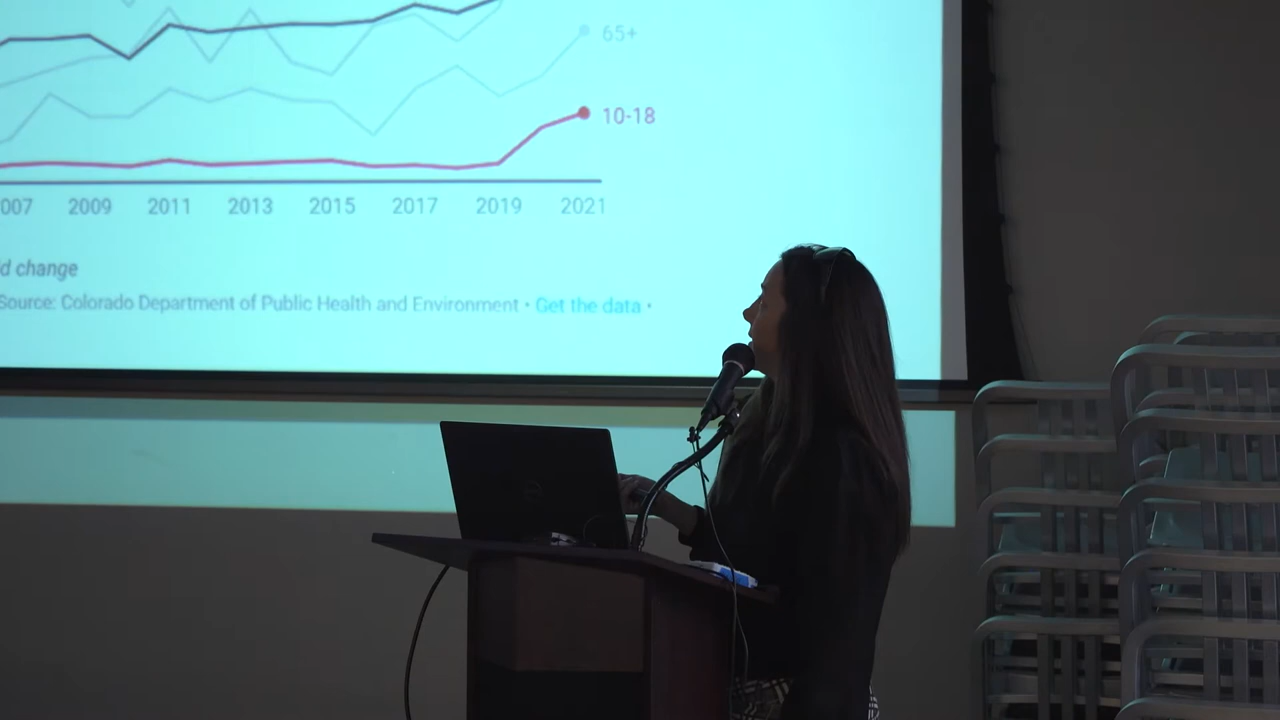 65+
10-18
007 2009 2011 2013 2015 2017 2019 2021
d change
Source: Colorado Department of Public Health and Environment • Get the data •